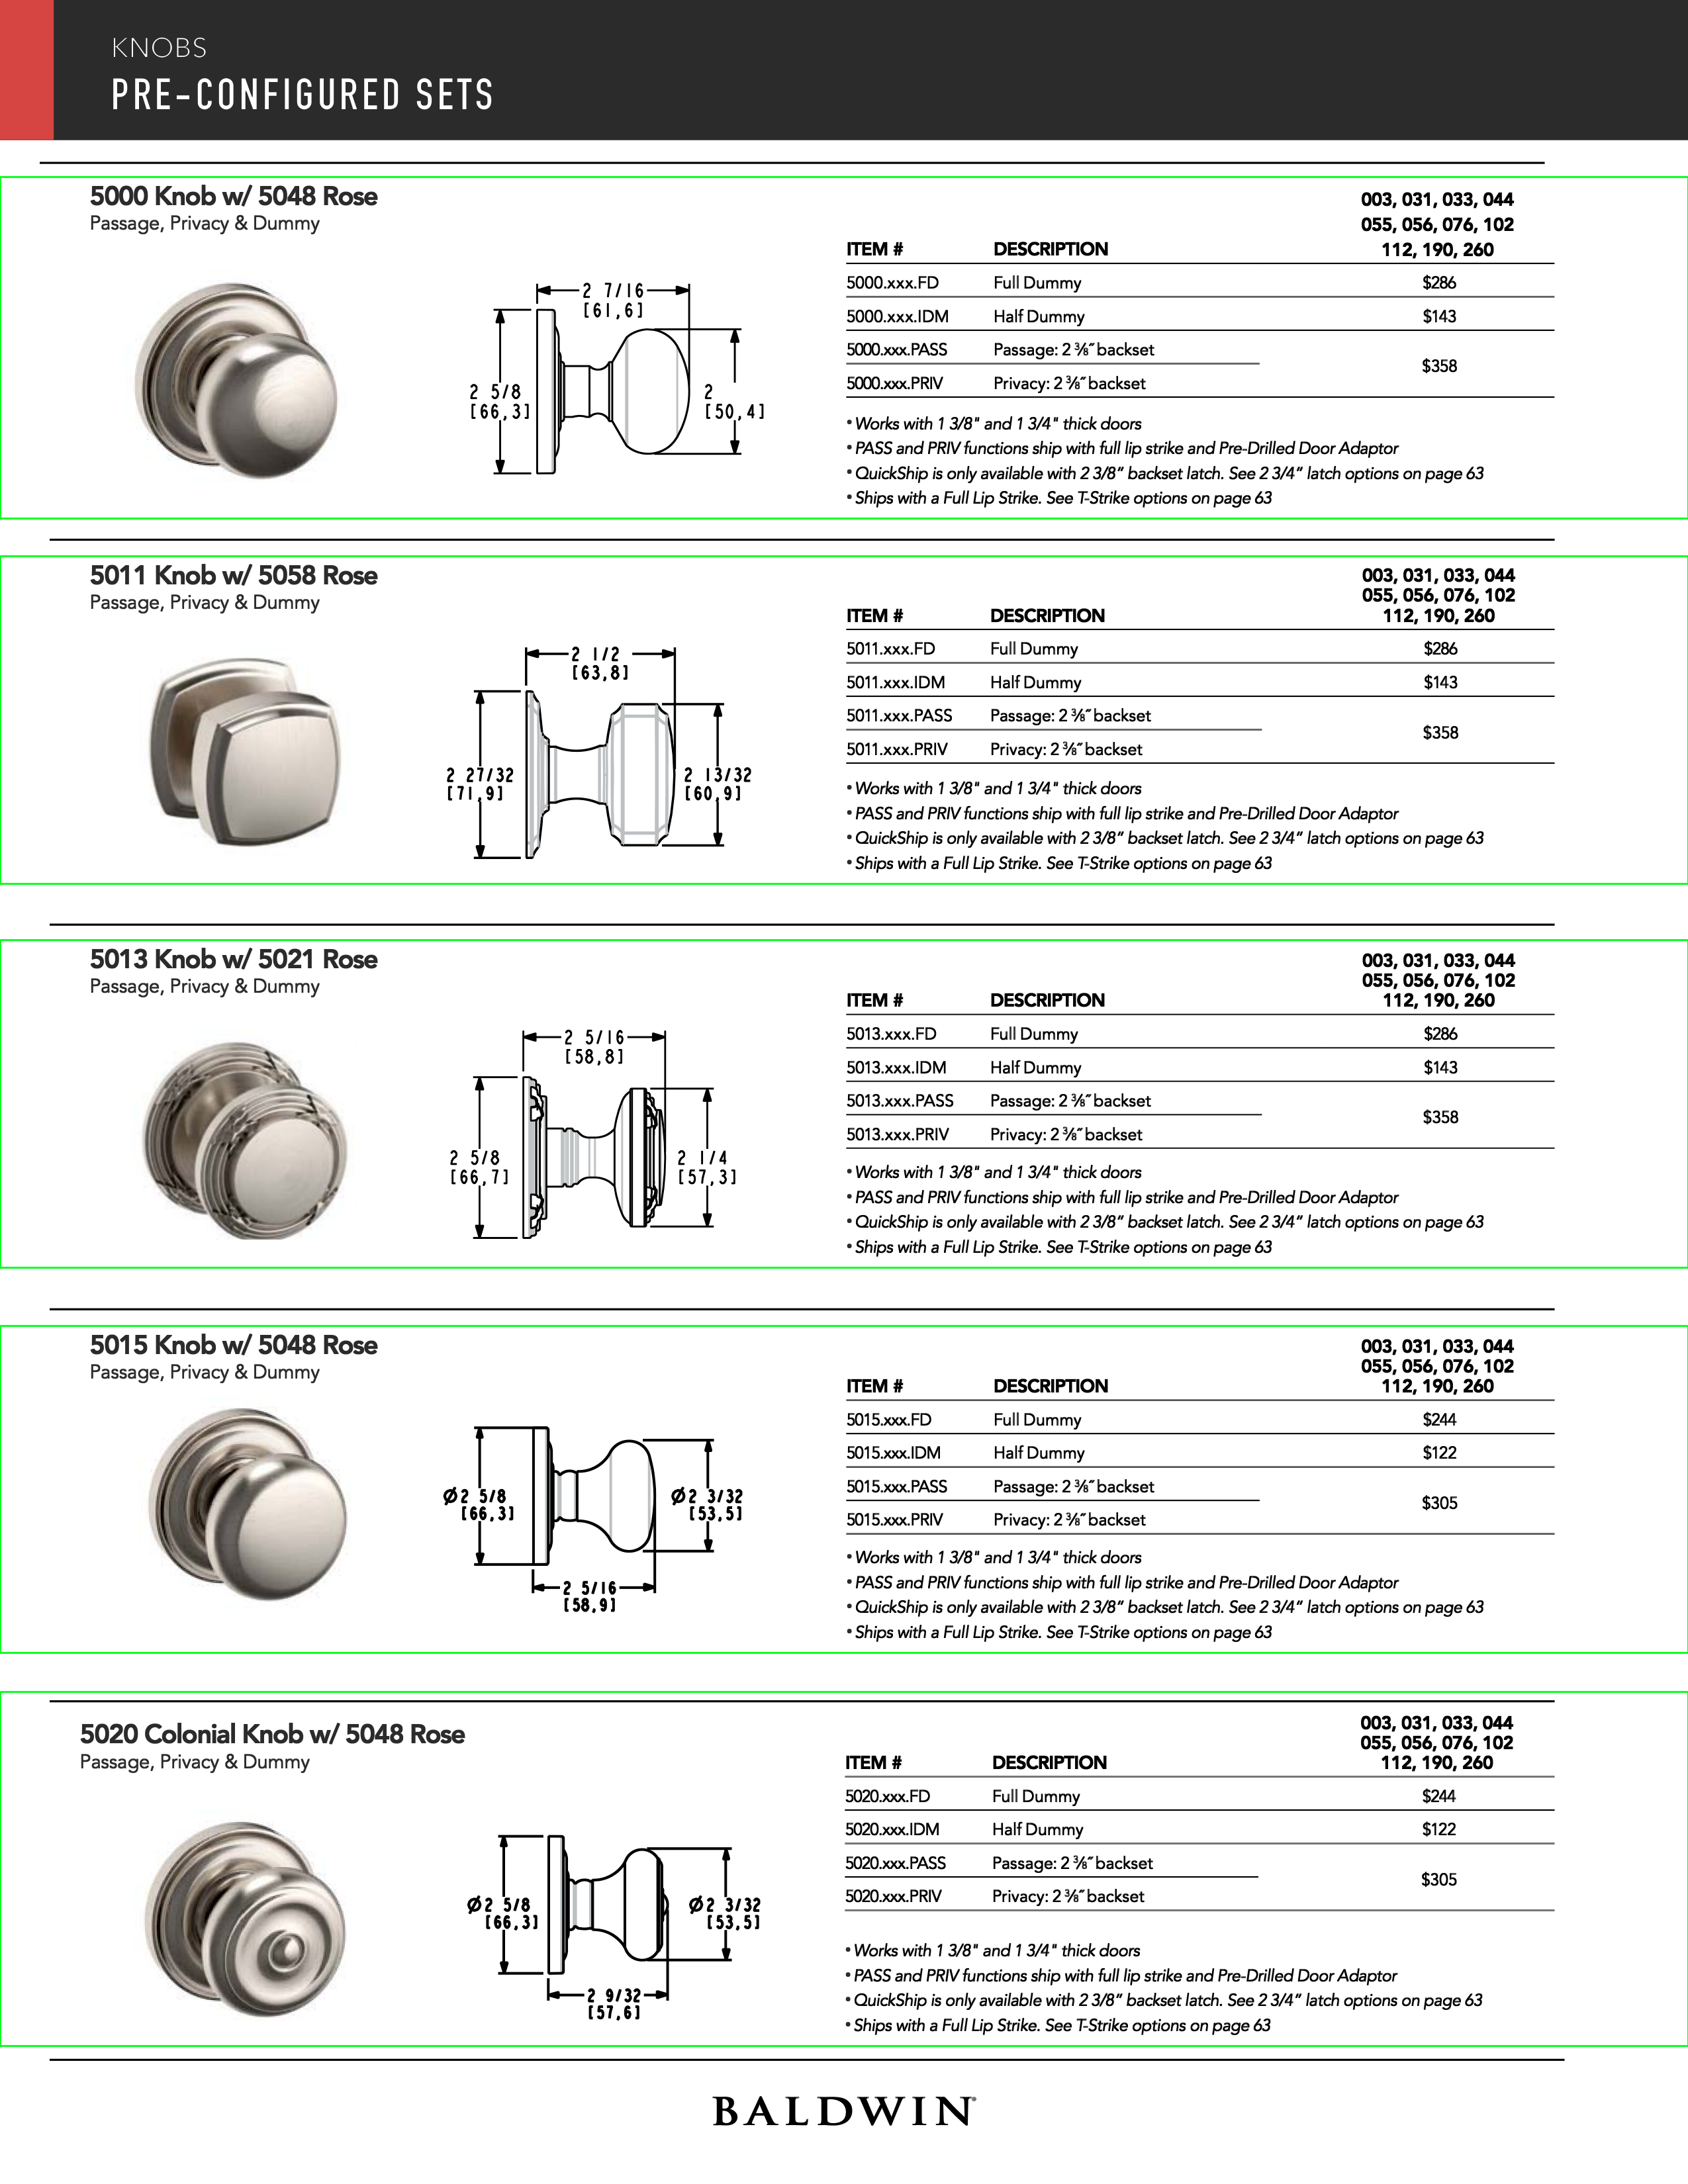 KNOBS
PRE-CONFIGURED SETS
5000 Knob w/ 5048 Rose
Passage, Privacy & Dummy
2 7/16
[61,6]
2 5/8
[66,3]
2
[50,4]
003, 031, 033, 044
055, 056, 076, 102
ITEM # DESCRIPTION 112, 190, 260
5000.xxx.FD Full Dummy $286
5000.xxx.IDM Half Dummy $143
5000.xxx.PASS Passage: 2 ⅜″ backset
$358
5000.xxx.PRIV Privacy: 2 ⅜″ backset
• Works with 1 3/8" and 1 3/4" thick doors
• PASS and PRIV functions ship with full lip strike and Pre-Drilled Door Adaptor
• QuickShip is only available with 2 3/8” backset latch. See 2 3/4” latch options on page 63
• Ships with a Full Lip Strike. See T-Strike options on page 63
5011 Knob w/ 5058 Rose
Passage, Privacy & Dummy
2 1/2
[63,8]
2 27/32
[71,9]
2 13/32
[60,9]
003, 031, 033, 044
055, 056, 076, 102
ITEM # DESCRIPTION 112, 190, 260
5011.xxx.FD Full Dummy $286
5011.xxx.IDM Half Dummy $143
5011.xxx.PASS Passage: 2 ⅜″ backset
$358
5011.xxx.PRIV Privacy: 2 ⅜″ backset
• Works with 1 3/8" and 1 3/4" thick doors
• PASS and PRIV functions ship with full lip strike and Pre-Drilled Door Adaptor
• QuickShip is only available with 2 3/8” backset latch. See 2 3/4” latch options on page 63
• Ships with a Full Lip Strike. See T-Strike options on page 63
5013 Knob w/ 5021 Rose
Passage, Privacy & Dummy
2 5/16
[58,8]
2 5/8
[66,7]
2 1/4
[57,3]
003, 031, 033, 044
055, 056, 076, 102
ITEM # DESCRIPTION 112, 190, 260
5013.xxx.FD Full Dummy $286
5013.xxx.IDM Half Dummy $143
5013.xxx.PASS Passage: 2 ⅜″ backset
$358
5013.xxx.PRIV Privacy: 2 ⅜″ backset
• Works with 1 3/8" and 1 3/4" thick doors
• PASS and PRIV functions ship with full lip strike and Pre-Drilled Door Adaptor
• QuickShip is only available with 2 3/8” backset latch. See 2 3/4” latch options on page 63
• Ships with a Full Lip Strike. See T-Strike options on page 63
5015 Knob w/ 5048 Rose
Passage, Privacy & Dummy
Ø2 5/8
[66,3]
Ø2 3/32
[53,5]
2 5/16
[58,9]
003, 031, 033, 044
055, 056, 076, 102
ITEM # DESCRIPTION 112, 190, 260
5015.xxx.FD Full Dummy $244
5015.xxx.IDM Half Dummy $122
5015.xxx.PASS Passage: 2 ⅜″ backset
$305
5015.xxx.PRIV Privacy: 2 ⅜″ backset
• Works with 1 3/8" and 1 3/4" thick doors
• PASS and PRIV functions ship with full lip strike and Pre-Drilled Door Adaptor
• QuickShip is only available with 2 3/8” backset latch. See 2 3/4” latch options on page 63
• Ships with a Full Lip Strike. See T-Strike options on page 63
5020 Colonial Knob w/ 5048 Rose
Passage, Privacy & Dummy
Ø2 5/8
[66,3]
Ø2 3/32
[53,5]
2 9/32
[57,6]
003, 031, 033, 044
055, 056, 076, 102
ITEM # DESCRIPTION 112, 190, 260
5020.xxx.FD Full Dummy $244
5020.xxx.IDM Half Dummy $122
5020.xxx.PASS Passage: 2 ⅜″ backset
$305
5020.xxx.PRIV Privacy: 2 ⅜″ backset
• Works with 1 3/8" and 1 3/4" thick doors
• PASS and PRIV functions ship with full lip strike and Pre-Drilled Door Adaptor
• QuickShip is only available with 2 3/8” backset latch. See 2 3/4” latch options on page 63
• Ships with a Full Lip Strike. See T-Strike options on page 63
BALDWIN